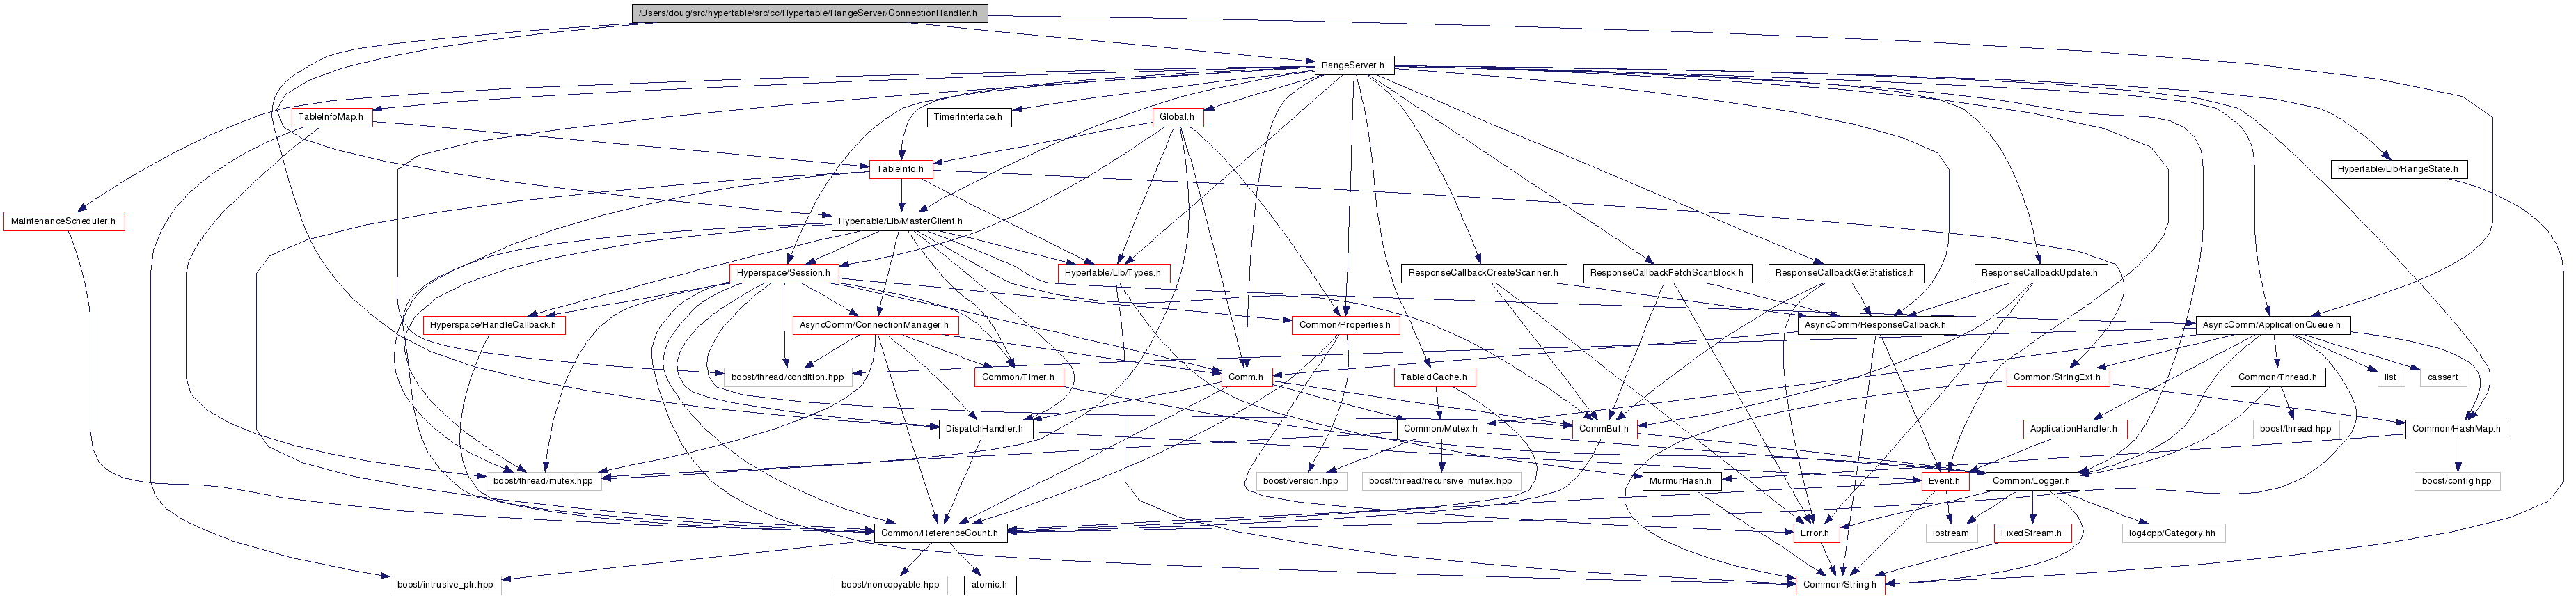 /Users/doug/src/hypertable/src/cc/Hypertable/RangeServer/ConnectionHandler.h
RangeServer.h
TableInfoMap.h
TimerInterface.h
Global.h
TableInfo.h
Hypertable/Lib/RangeState.h
MaintenanceScheduler.h
Hypertable/Lib/MasterClient.h
Hyperspace/Session.h
Hypertable/Lib/Types.h
ResponseCallbackCreateScanner.h
ResponseCallbackFetchScanblock.h
ResponseCallbackGetStatistics.h
ResponseCallbackUpdate.h
Hyperspace/HandleCallback.h
AsyncComm/ConnectionManager.h
Common/Properties.h
AsyncComm/ResponseCallback.h
AsyncComm/ApplicationQueue.h
boost/thread/condition.hpp
Common/Timer.h
Comm.h
TableIdCache.h
Common/StringExt.h
Common/Thread.h
list
cassert
DispatchHandler.h
Common/Mutex.h
CommBuf.h
ApplicationHandler.h
boost/thread.hpp
Common/HashMap.h
boost/thread/mutex.hpp
boost/version.hpp
boost/thread/recursive_mutex.hpp
MurmurHash.h
Event.h
Common/Logger.h
boost/config.hpp
Common/ReferenceCount.h
Error.h
iostream
FixedStream.h
log4cpp/Category.hh
boost/intrusive_ptr.hpp
boost/noncopyable.hpp
atomic.h
Common/String.h